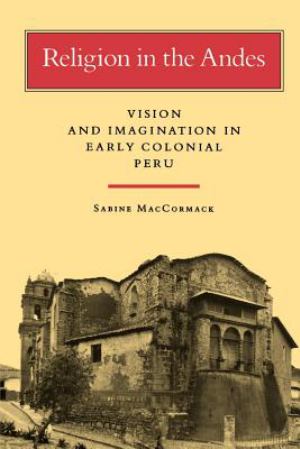 Religion in the Andes
VISION
AND IMAGINATION IN
EARLY COLONIAL
PERU
SABINE MACCORMACK